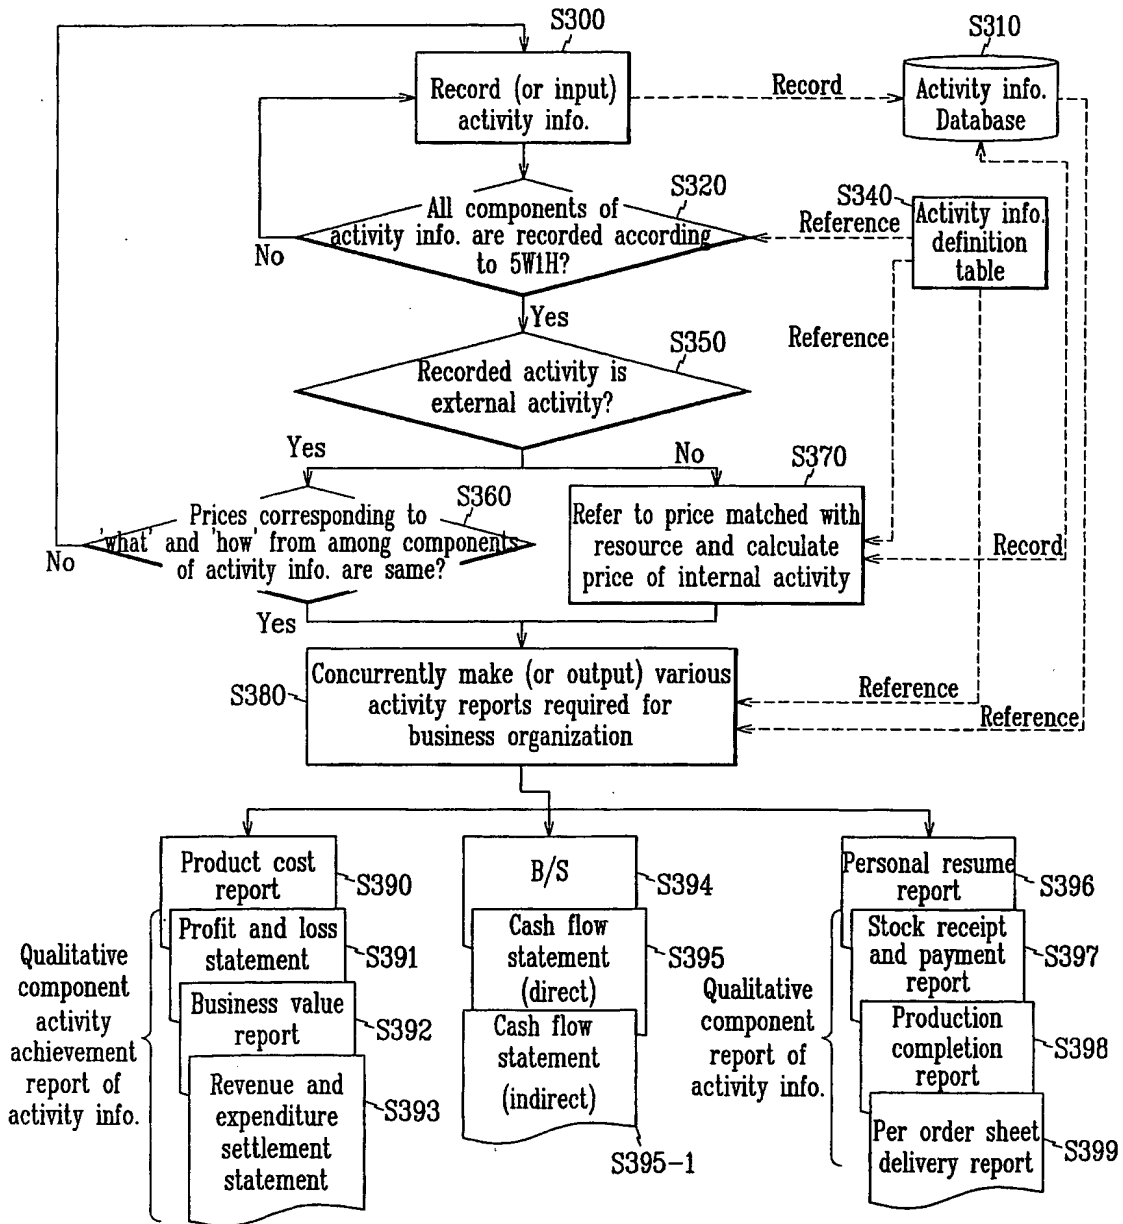 S300
Record (or input)
activity info.
Record
S310
Activity info.
Database
S320
All components of
activity info. are recorded according
to 5W1H?
No
Yes
S340
Activity info.
definition
table
Reference
Reference
S350
Recorded activity is
external activity?
Yes
No
S360
Prices corresponding to
'what' and 'how' from among components
of activity info. are same?
No
Yes
S370
Refer to price matched with
resource and calculate
price of internal activity
Record
S380
Concurrently make (or output) various
activity reports required for
business organization
Reference
Reference
Product cost
report
S390
Profit and loss
statement
S391
Business value
report
S392
Revenue and
expenditure
settlement
statement
S393
Qualitative
component
activity
achievement
report of
activity info.
B/S
S394
Cash flow
statement
(direct)
S395
Cash flow
statement
(indirect)
S395-1
Personal resume
report
S396
Stock receipt
and payment
report
S397
Production
completion
report
S398
Per order sheet
delivery report
S399
Qualitative
component
report of
activity info.